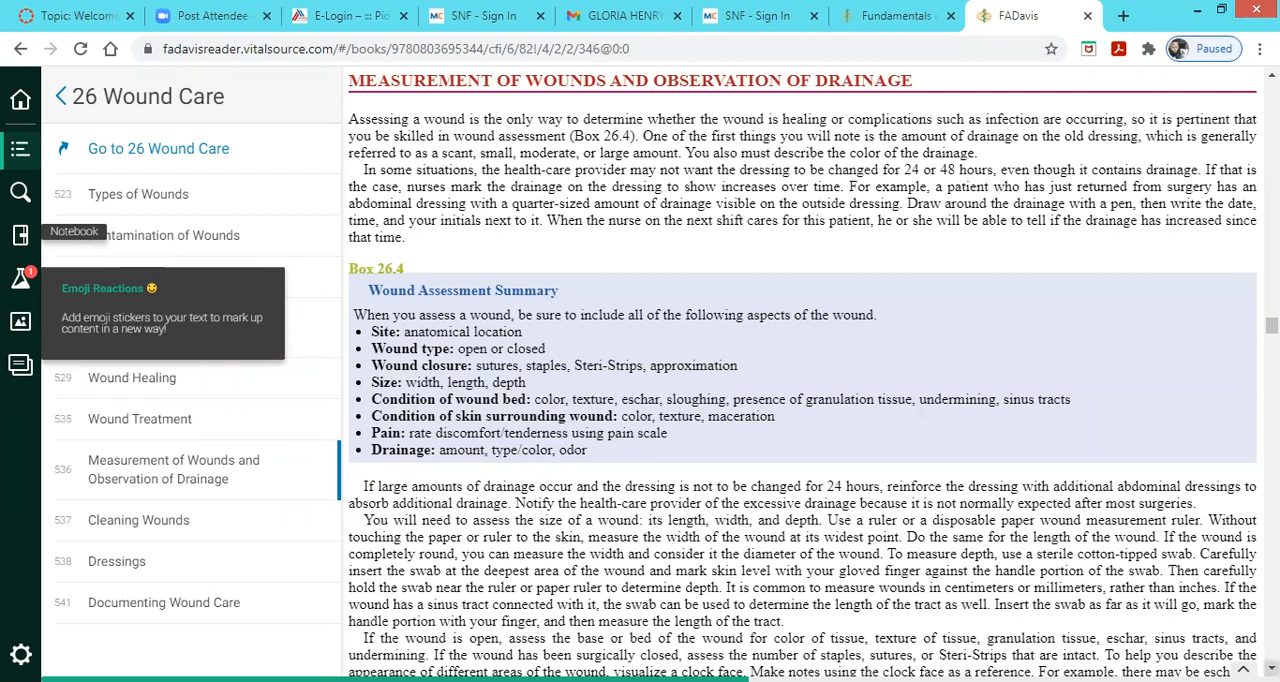 Topic: Welcome
Post Attendee -
E-Login – ::: Pic
SNF - Sign In
GLORIA HENRY
SNF - Sign In
Fundamentals
FADavis
fadavisreader.vitalsource.com/#/books/9780803695344/cfi/6/82!/4/2/2/346@0:0
Paused
26 Wound Care
Go to 26 Wound Care
523 Types of Wounds
Notebook
ntamination of Wounds
1
Emoji Reactions 😄
Add emoji stickers to your text to mark up
content in a new way!
529 Wound Healing
535 Wound Treatment
536 Measurement of Wounds and
Observation of Drainage
537 Cleaning Wounds
538 Dressings
541 Documenting Wound Care
MEASUREMENT OF WOUNDS AND OBSERVATION OF DRAINAGE
Assessing a wound is the only way to determine whether the wound is healing or complications such as infection are occurring, so it is pertinent that
you be skilled in wound assessment (Box 26.4). One of the first things you will note is the amount of drainage on the old dressing, which is generally
referred to as a scant, small, moderate, or large amount. You also must describe the color of the drainage.
In some situations, the health-care provider may not want the dressing to be changed for 24 or 48 hours, even though it contains drainage. If that is
the case, nurses mark the drainage on the dressing to show increases over time. For example, a patient who has just returned from surgery has an
abdominal dressing with a quarter-sized amount of drainage visible on the outside dressing. Draw around the drainage with a pen, then write the date,
time, and your initials next to it. When the nurse on the next shift cares for this patient, he or she will be able to tell if the drainage has increased since
that time.
Box 26.4
Wound Assessment Summary
When you assess a wound, be sure to include all of the following aspects of the wound.
• Site: anatomical location
• Wound type: open or closed
• Wound closure: sutures, staples, Steri-Strips, approximation
• Size: width, length, depth
• Condition of wound bed: color, texture, eschar, sloughing, presence of granulation tissue, undermining, sinus tracts
• Condition of skin surrounding wound: color, texture, maceration
• Pain: rate discomfort/tenderness using pain scale
• Drainage: amount, type/color, odor
If large amounts of drainage occur and the dressing is not to be changed for 24 hours, reinforce the dressing with additional abdominal dressings to
absorb additional drainage. Notify the health-care provider of the excessive drainage because it is not normally expected after most surgeries.
You will need to assess the size of a wound: its length, width, and depth. Use a ruler or a disposable paper wound measurement ruler. Without
touching the paper or ruler to the skin, measure the width of the wound at its widest point. Do the same for the length of the wound. If the wound is
completely round, you can measure the width and consider it the diameter of the wound. To measure depth, use a sterile cotton-tipped swab. Carefully
insert the swab at the deepest area of the wound and mark skin level with your gloved finger against the handle portion of the swab. Then carefully
hold the swab near the ruler or paper ruler to determine depth. It is common to measure wounds in centimeters or millimeters, rather than inches. If the
wound has a sinus tract connected with it, the swab can be used to determine the length of the tract as well. Insert the swab as far as it will go, mark the
handle portion with your finger, and then measure the length of the tract.
If the wound is open, assess the base or bed of the wound for color of tissue, texture of tissue, granulation tissue, eschar, sinus tracts, and
undermining. If the wound has been surgically closed, assess the number of staples, sutures, or Steri-Strips that are intact. To help you describe the
appearance of different areas of the wound, visualize a clock face. Make notes using the clock face as a reference. For example, there may be esch